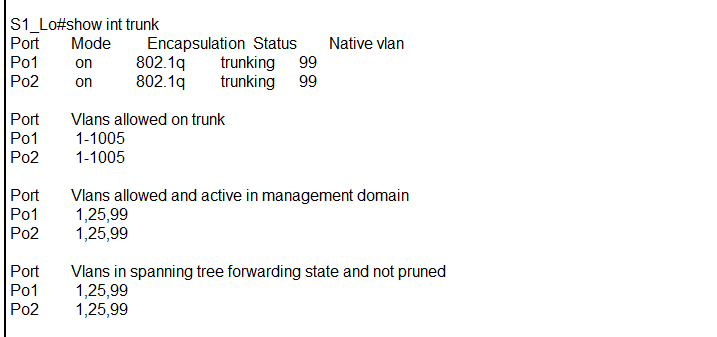 S1_Lo#show int trunk
Port Mode Encapsulation Status Native vlan
Po1 on 802.1q trunking 99
Po2 on 802.1q trunking 99
Port Vlans allowed on trunk
Po1 1-1005
Po2 1-1005
Port Vlans allowed and active in management domain
Po1 1,25,99
Po2 1,25,99
Port Vlans in spanning tree forwarding state and not pruned
Po1 1,25,99
Po2 1,25,99